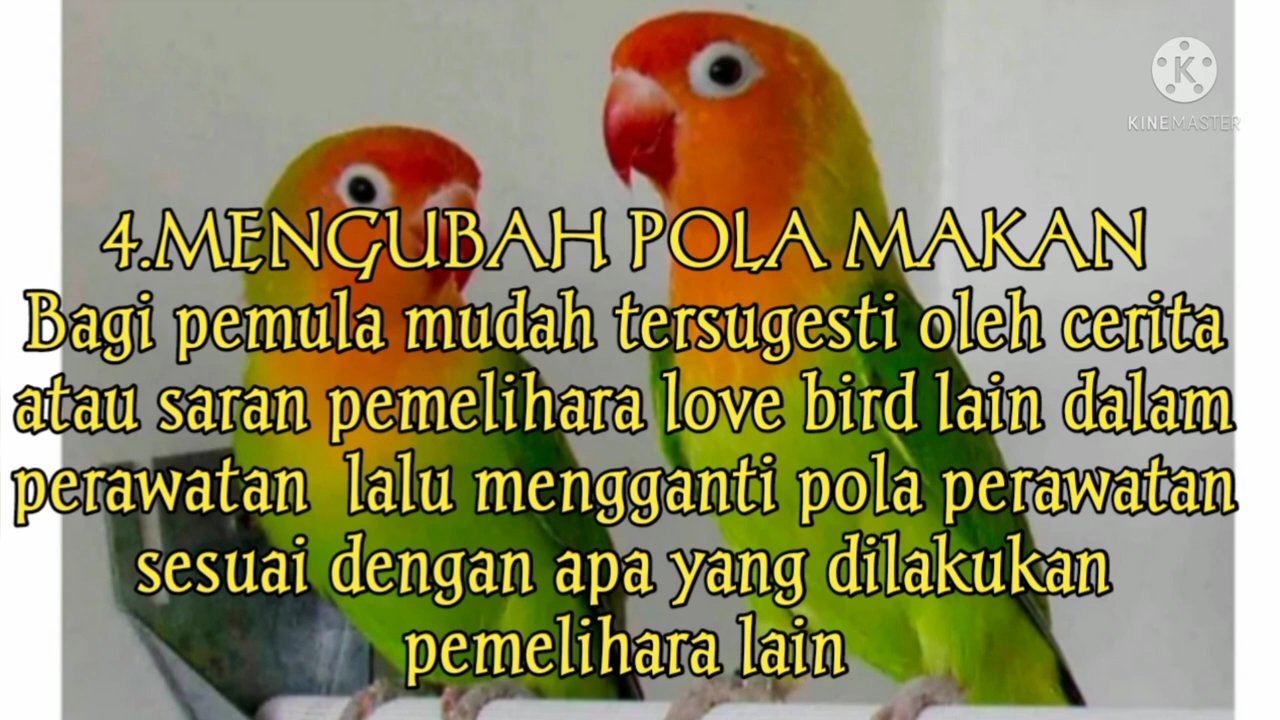 K
KINEMASTER
4.MENGUBAH POLA MAKAN
Bagi pemula mudah tersugesti oleh cerita
atau saran pemelihara love bird lain dalam
perawatan lalu mengganti pola perawatan
sesuai dengan apa yang dilakukan
pemelihara lain